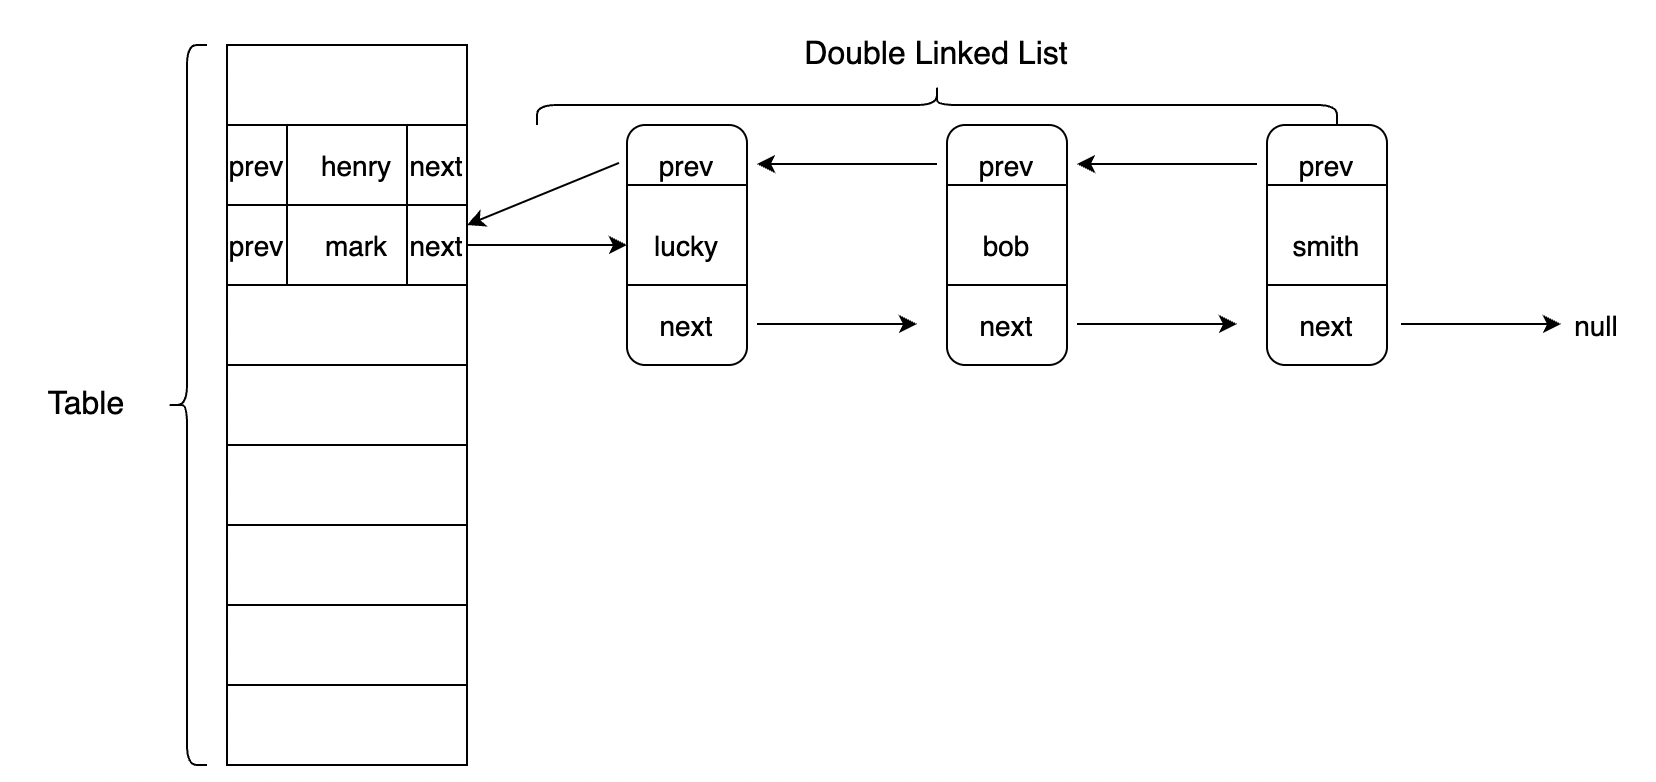 Double Linked List
prev henry next
prev mark next
prev
lucky
next
prev
bob
next
prev
smith
next
null
Table